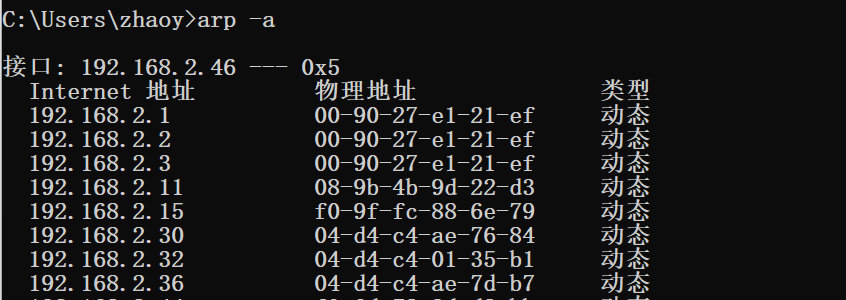 C:\Users\zhaoy>arp -a
接口: 192.168.2.46 --- 0x5
Internet 地址 物理地址 类型
192.168.2.1 00-90-27-e1-21-ef 动态
192.168.2.2 00-90-27-e1-21-ef 动态
192.168.2.3 00-90-27-e1-21-ef 动态
192.168.2.11 08-9b-4b-9d-22-d3 动态
192.168.2.15 f0-9f-fc-88-6e-79 动态
192.168.2.30 04-d4-c4-ae-76-84 动态
192.168.2.32 04-d4-c4-01-35-b1 动态
192.168.2.36 04-d4-c4-ae-7d-b7 动态